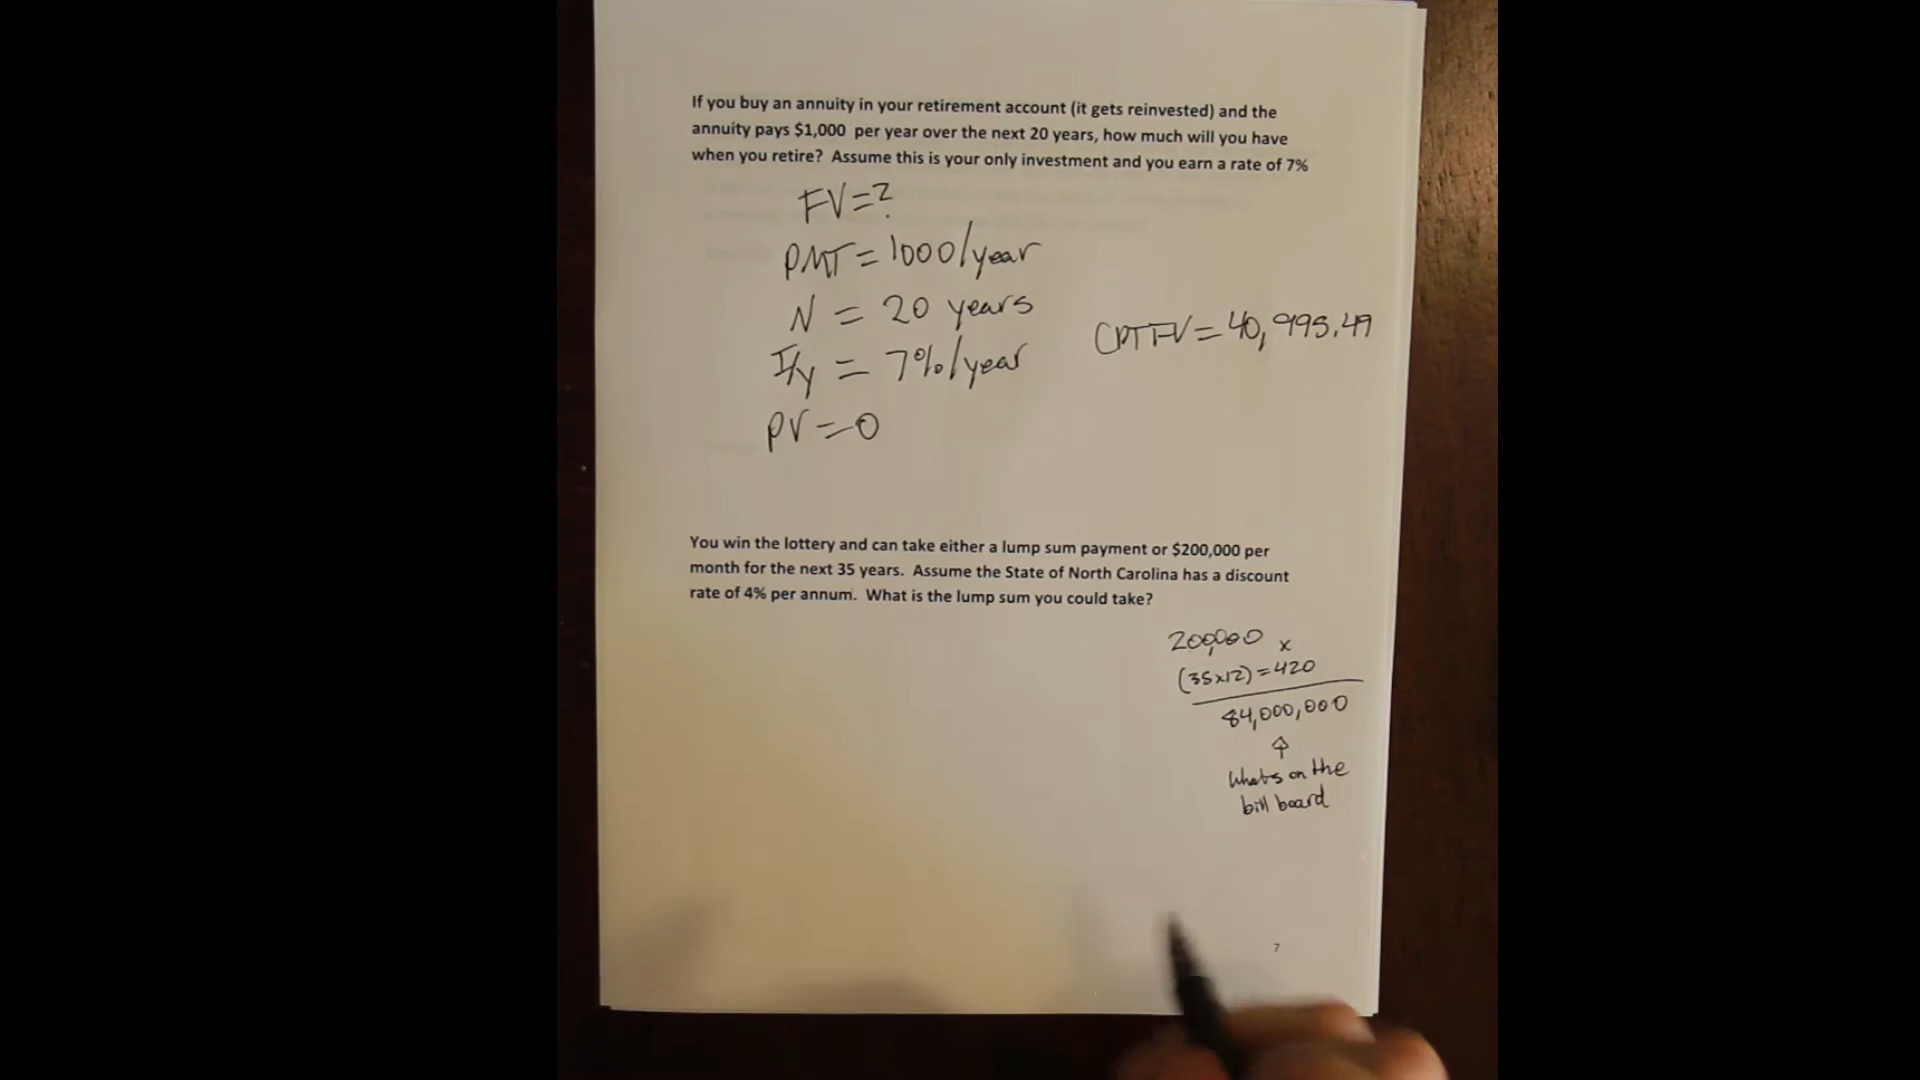 If you buy an annuity in your retirement account (it gets reinvested) and the
annuity pays $1,000 per year over the next 20 years, how much will you have
when you retire? Assume this is your only investment and you earn a rate of 7%
FV=?
PMT = 1000/year
N = 20 years
I/y = 7%/year
PV=0
CPT FV = 40,995.49
You win the lottery and can take either a lump sum payment or $200,000 per
month for the next 35 years. Assume the State of North Carolina has a discount
rate of 4% per annum. What is the lump sum you could take?
200,000 x
(35x12)=420
84,000,000
Whats on the
bill board
7